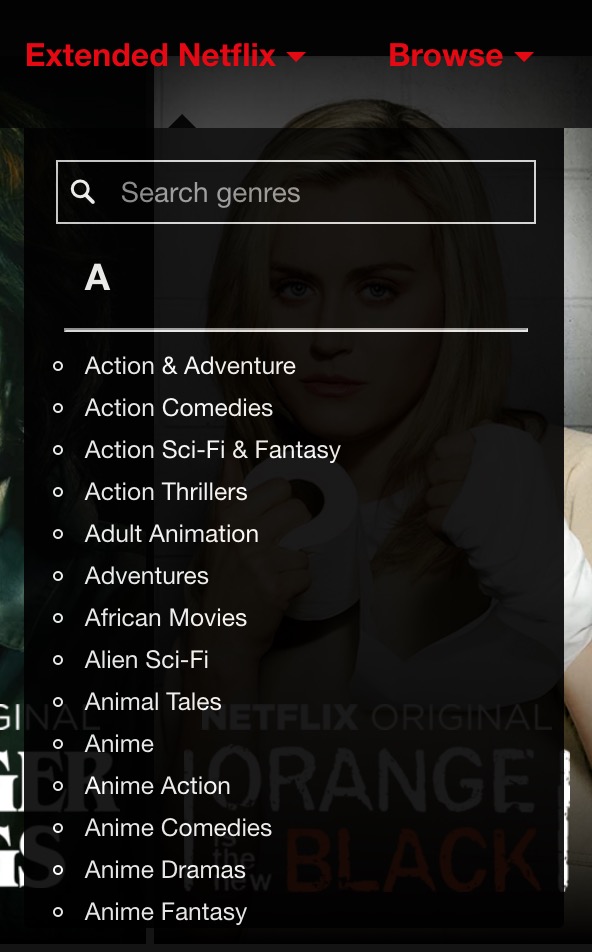 Extended Netflix Browse
Search genres
A
Action & Adventure
Action Comedies
Action Sci-Fi & Fantasy
Action Thrillers
Adult Animation
Adventures
African Movies
Alien Sci-Fi
Animal Tales
NETFLIX ORIGINAL
Anime
ORANGE
Anime Action
Anime Comedies
is
the
new
BLACK
Anime Dramas
Anime Fantasy